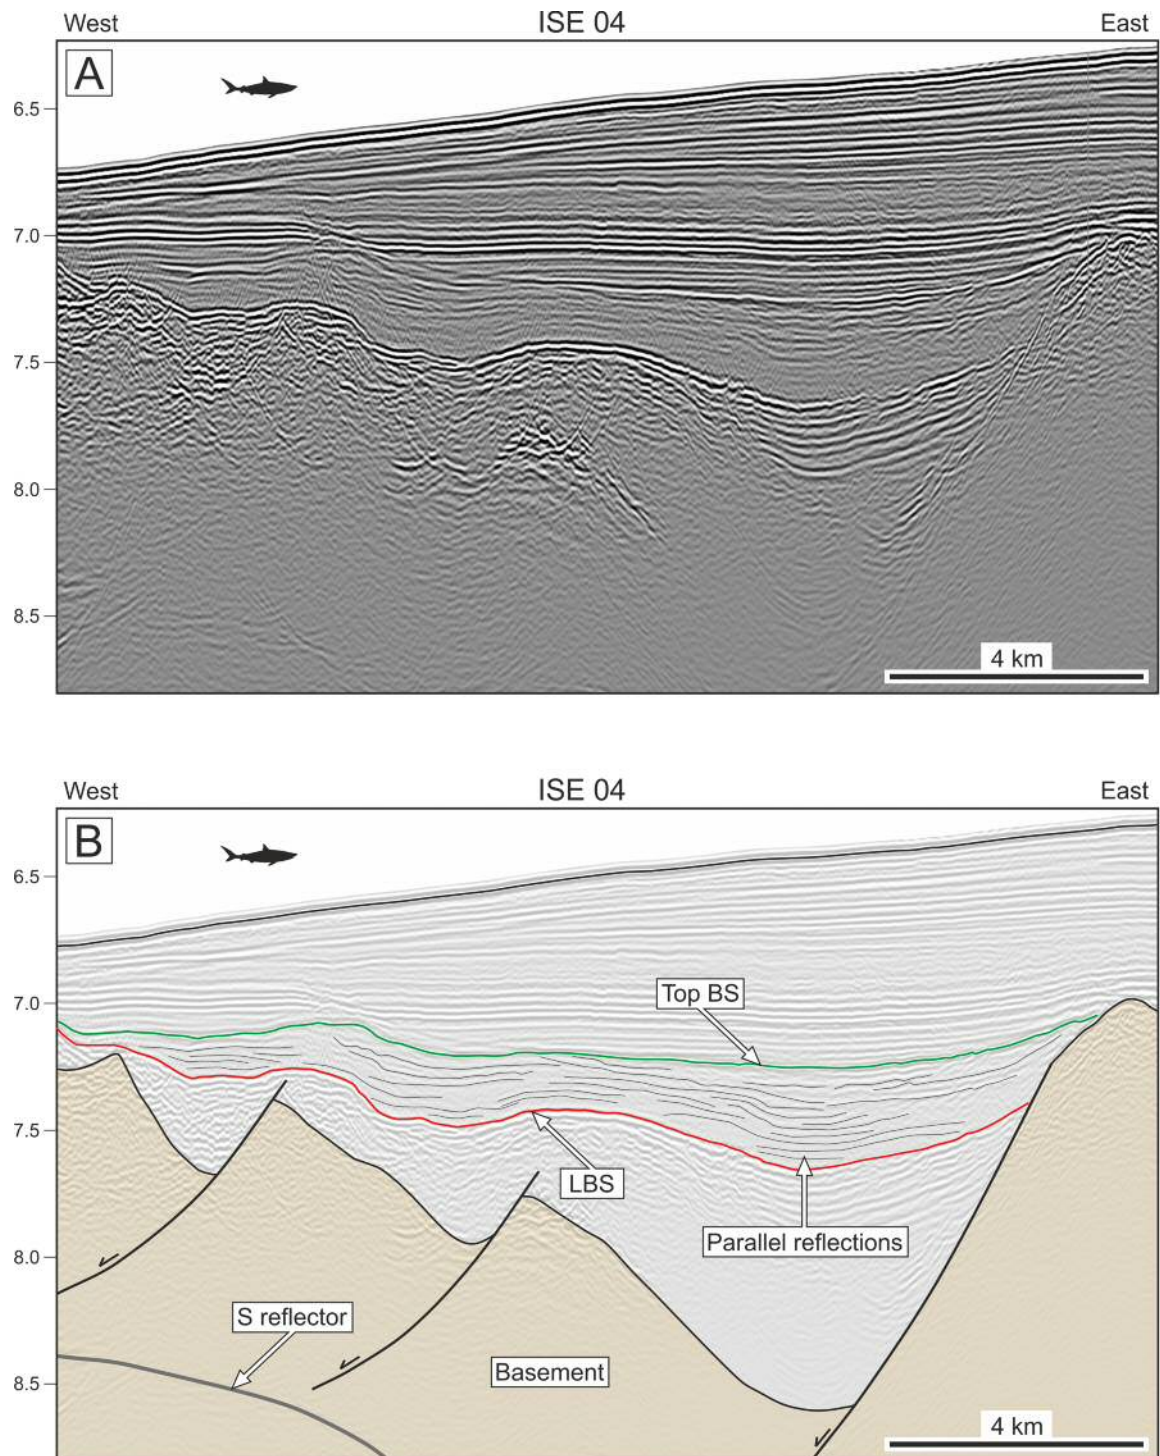 West ISE 04 East
A
6.5
7.0
7.5
8.0
8.5
4 km
West ISE 04 East
B
6.5
7.0
Top BS
7.5
LBS
Parallel reflections
8.0
S reflector
Basement
8.5
4 km